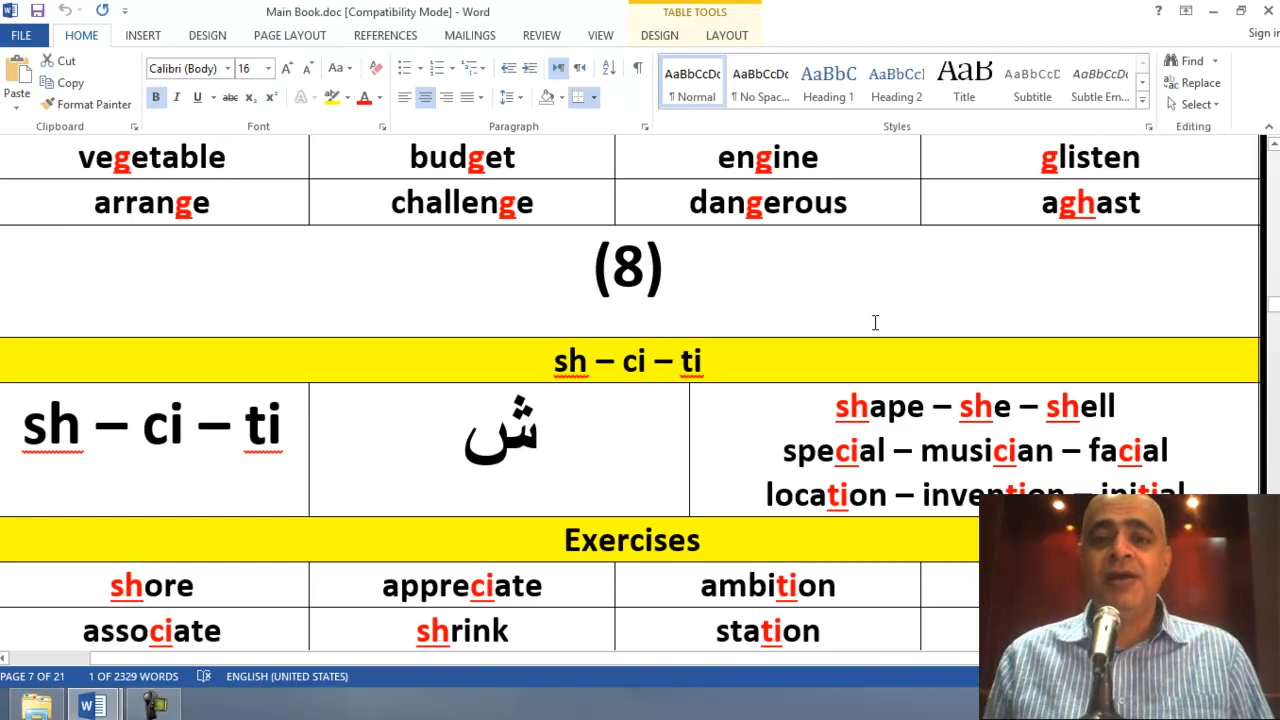 Main Book.doc [Compatibility Mode] - Word
TABLE TOOLS
?
FILE HOME INSERT DESIGN PAGE LAYOUT REFERENCES MAILINGS REVIEW VIEW DESIGN LAYOUT Sign in
Paste
Cut
Copy
Format Painter
Clipboard
Calibri (Body) 16
Font
Paragraph
AaBbCcDc AaBbCcDc AaBbC AaBbCcC AaB AaBbCcC AaBbCcDc
¶ Normal ¶ No Spac... Heading 1 Heading 2 Title Subtitle Subtle Em...
Styles
Find
Replace
Select
Editing
vegetable budget engine glisten
arrange challenge dangerous aghast
(8)
sh – ci – ti
sh – ci – ti
ش
shape – she – shell
special – musician – facial
location – invention – initial
Exercises
shore appreciate ambition
associate shrink station
PAGE 7 OF 21 1 OF 2329 WORDS ENGLISH (UNITED STATES)